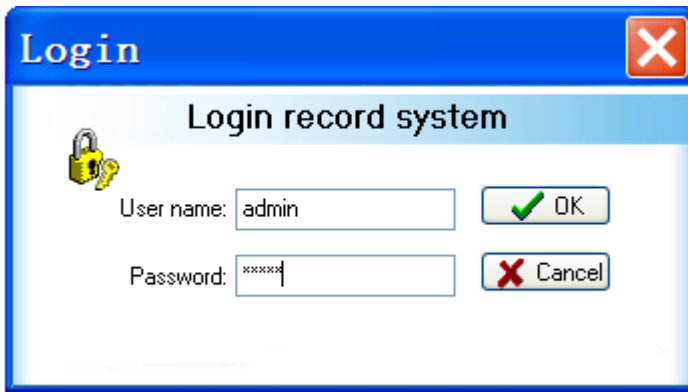 Login
Login record system
User name: admin
OK
Password: *****
Cancel